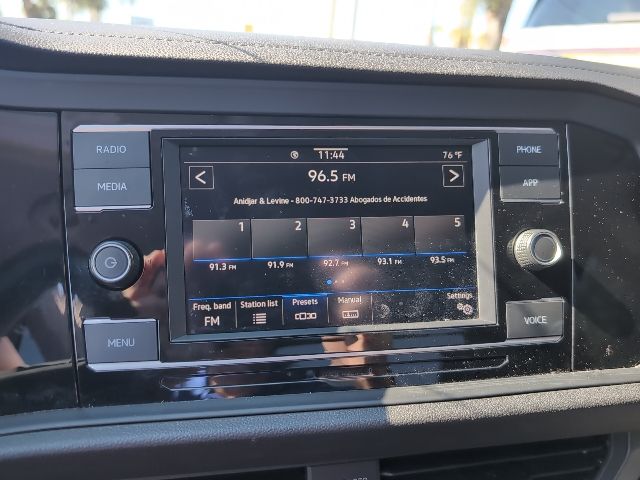 RADIO
MEDIA
MENU
11:44
76 °F
96.5 FM
Anidjar & Levine - 800-747-3733 Abogados de Accidentes
1 2 3 4 5
91.3 FM 91.9 FM 92.7 FM 93.1 FM 93.5 FM
Freq. band Station list Presets Manual Settings
FM
PHONE
APP
VOICE